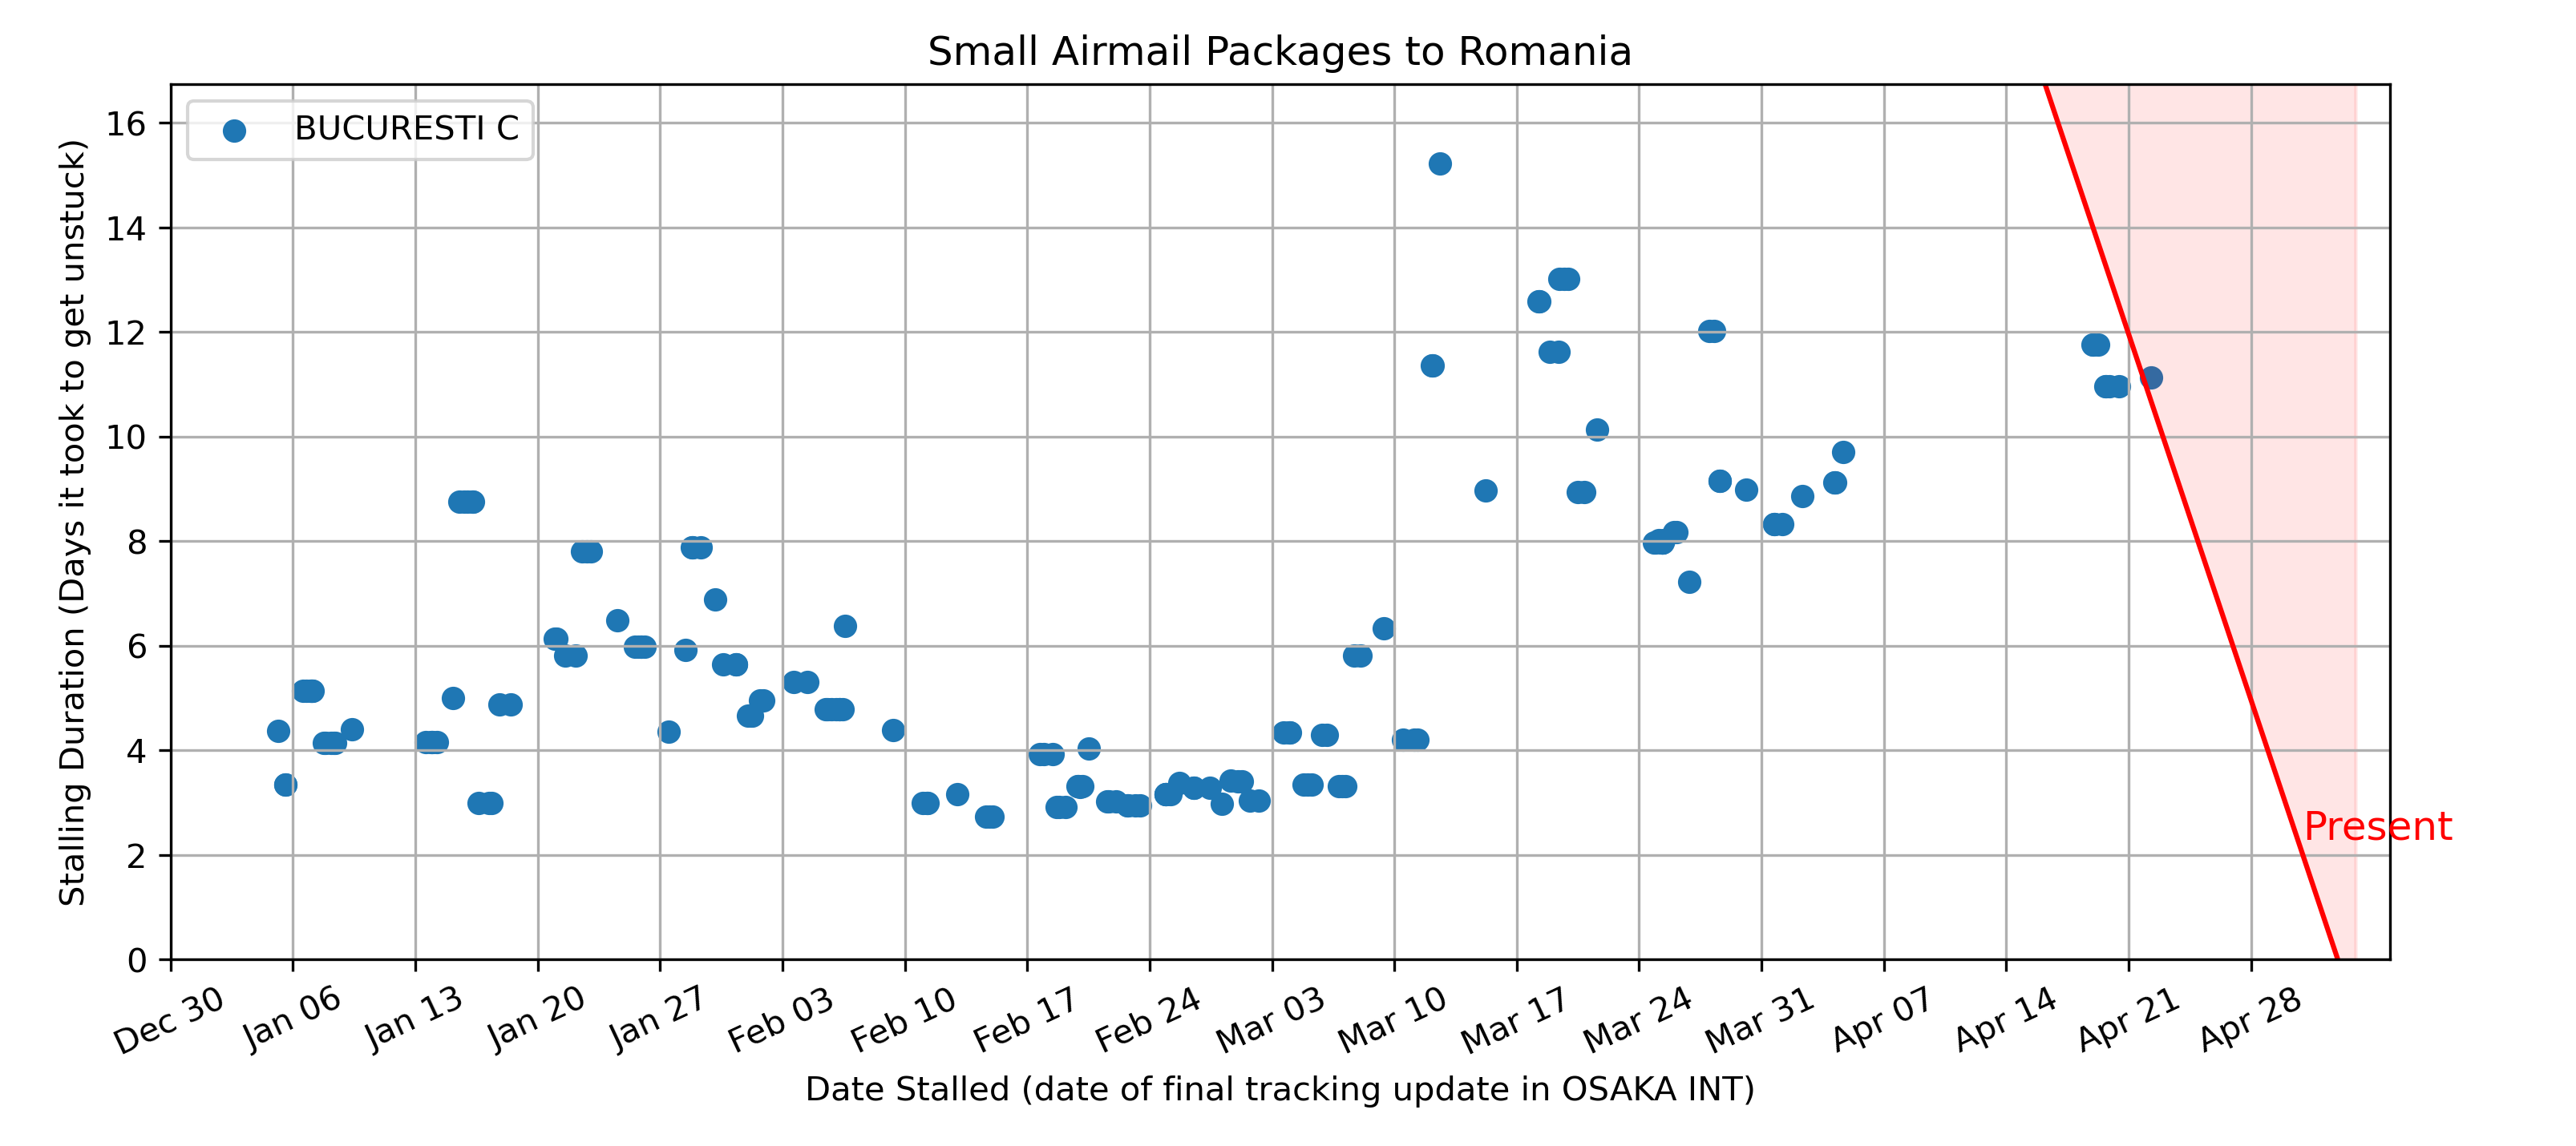 Small Airmail Packages to Romania
BUCURESTI C
Stalling Duration (Days it took to get unstuck)
16
14
12
10
8
6
4
2
0
Present
Dec 30
Jan 06
Jan 13
Jan 20
Jan 27
Feb 03
Feb 10
Feb 17
Feb 24
Mar 03
Mar 10
Mar 17
Mar 24
Mar 31
Apr 07
Apr 14
Apr 21
Apr 28
Date Stalled (date of final tracking update in OSAKA INT)